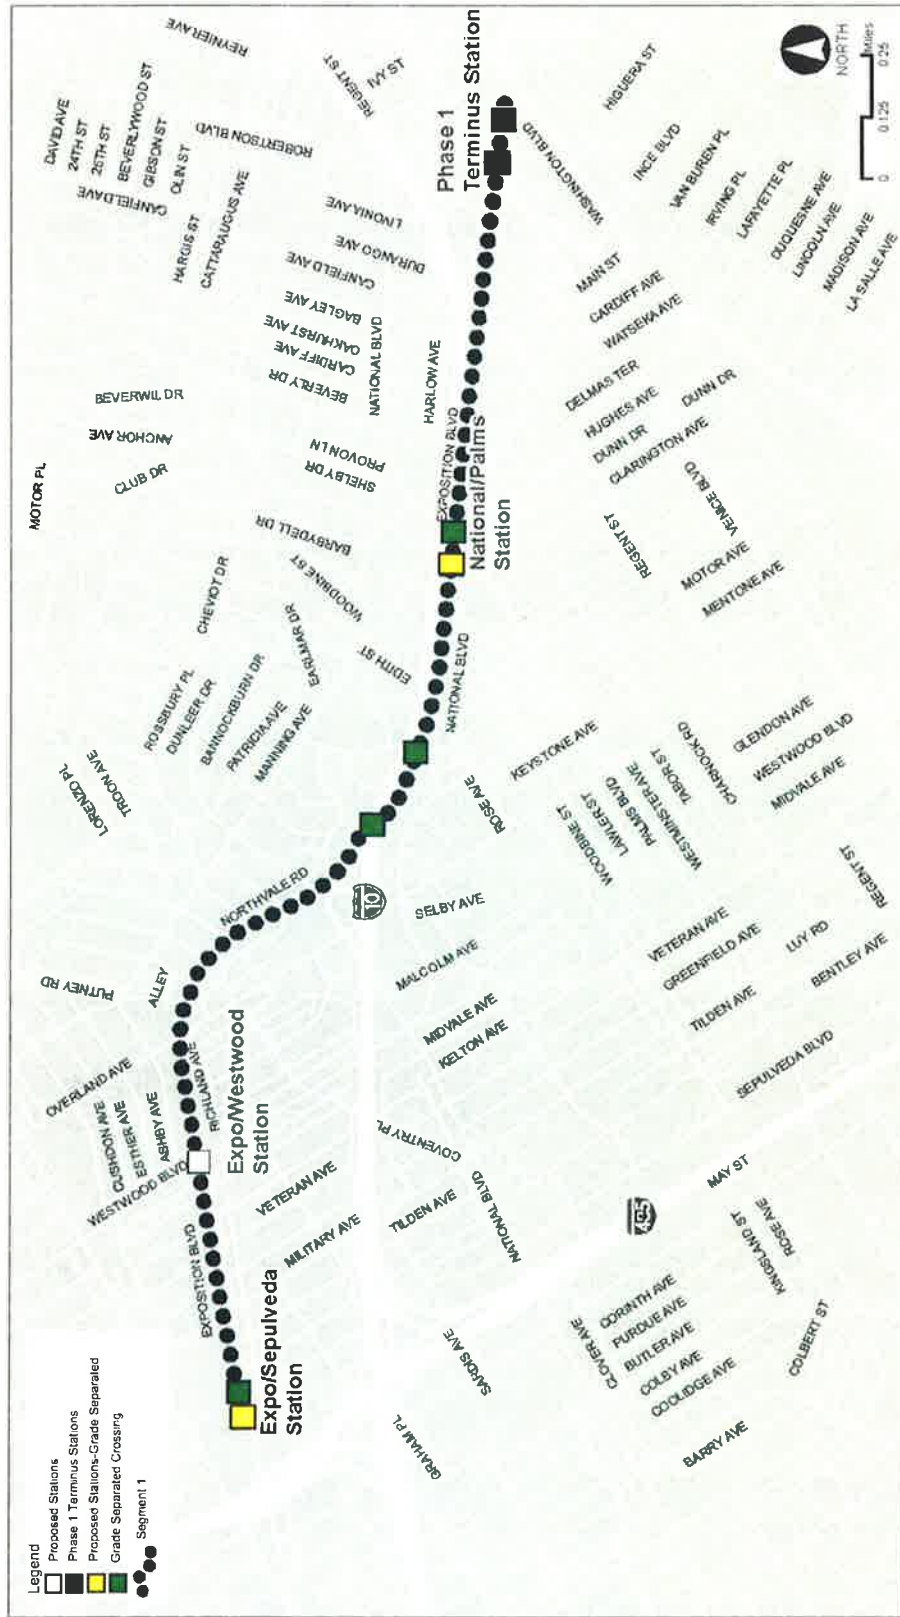 Legend
Proposed Stations
Phase 1 Terminus Stations
Proposed Stations-Grade Separated
Grade Separated Crossing
Segment 1
Expo/Sepulveda
Station
Expo/Westwood
Station
National/Palms
Station
Phase 1
Terminus Station
EXPOSITION BLVD
WESTWOOD BLVD
CUSHDON AVE
ESTHER AVE
ASHBY AVE
OVERLAND AVE
RICHLAND AVE
PUTNEY RD
ALLEY
NORTHVALE RD
LORENZO PL
TROON AVE
ROSSBURY PL
DUNLEER DR
BANNOCKBURN DR
PATRICIA AVE
MANNING AVE
EARLMAR DR
CHEVIOT DR
WOODBINE ST
BARBYDELL DR
EDITH ST
MOTOR PL
CLUB DR
ANCHOR AVE
BEVERWIL DR
SHELBY DR
PROVON LN
BEVERLY DR
CARDIFF AVE
OAKHURST AVE
BAGLEY AVE
NATIONAL BLVD
CANFIELD AVE
DURANGO AVE
LIVONIA AVE
HARLOW AVE
EXPOSITION BLVD
NATIONAL BLVD
HARGIS ST
CATTARAUGUS AVE
CANFIELD AVE
DAVID AVE
24TH ST
25TH ST
BEVERLYWOOD ST
GIBSON ST
OLIN ST
ROBERTSON BLVD
REYNIER AVE
REGENT ST
IVY ST
VETERAN AVE
MILITARY AVE
TILDEN AVE
COVENTRY PL
NATIONAL BLVD
KELTON AVE
MIDVALE AVE
MALCOLM AVE
SELBY AVE
10
ROSE AVE
KEYSTONE AVE
WOODBINE ST
LAWLER ST
PALMS BLVD
WESTMINSTER AVE
TABOR ST
CHARNOCK RD
GLENDON AVE
WESTWOOD BLVD
MIDVALE AVE
REGENT ST
VETERAN AVE
GREENFIELD AVE
TILDEN AVE
LUY RD
BENTLEY AVE
SEPULVEDA BLVD
MAY ST
405
KINGSLAND ST
ROSE AVE
COLBERT ST
GRAHAM PL
SARDIS AVE
CLOVER AVE
CORINTH AVE
PURDUE AVE
BUTLER AVE
COLBY AVE
COOLIDGE AVE
BARRY AVE
REGENT ST
MOTOR AVE
MENTONE AVE
VENICE BLVD
CLARINGTON AVE
DUNN DR
HUGHES AVE
DELMAS TER
DUNN DR
WATSEKA AVE
CARDIFF AVE
MAIN ST
WASHINGTON BLVD
HIGUERA ST
INCE BLVD
VAN BUREN PL
IRVING PL
LAFAYETTE PL
DUQUESNE AVE
LINCOLN AVE
MADISON AVE
LA SALLE AVE
NORTH
Miles
0 0.125 0.25